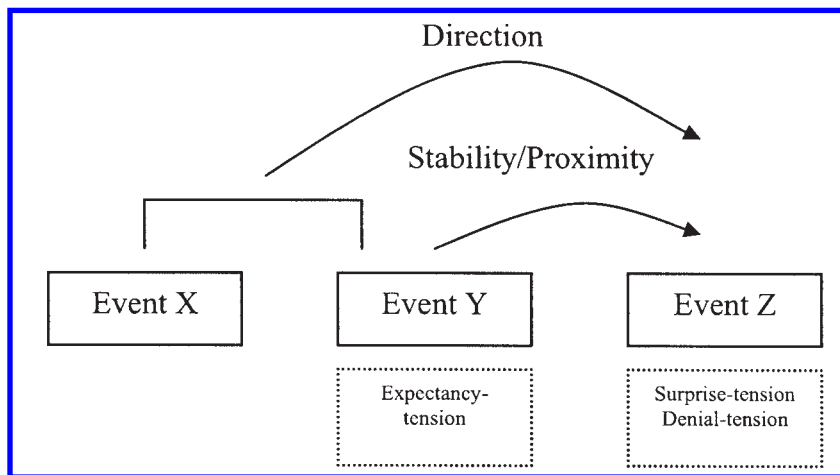 Direction
Stability/Proximity
Event X
Event Y
Event Z
Expectancy-
tension
Surprise-tension
Denial-tension